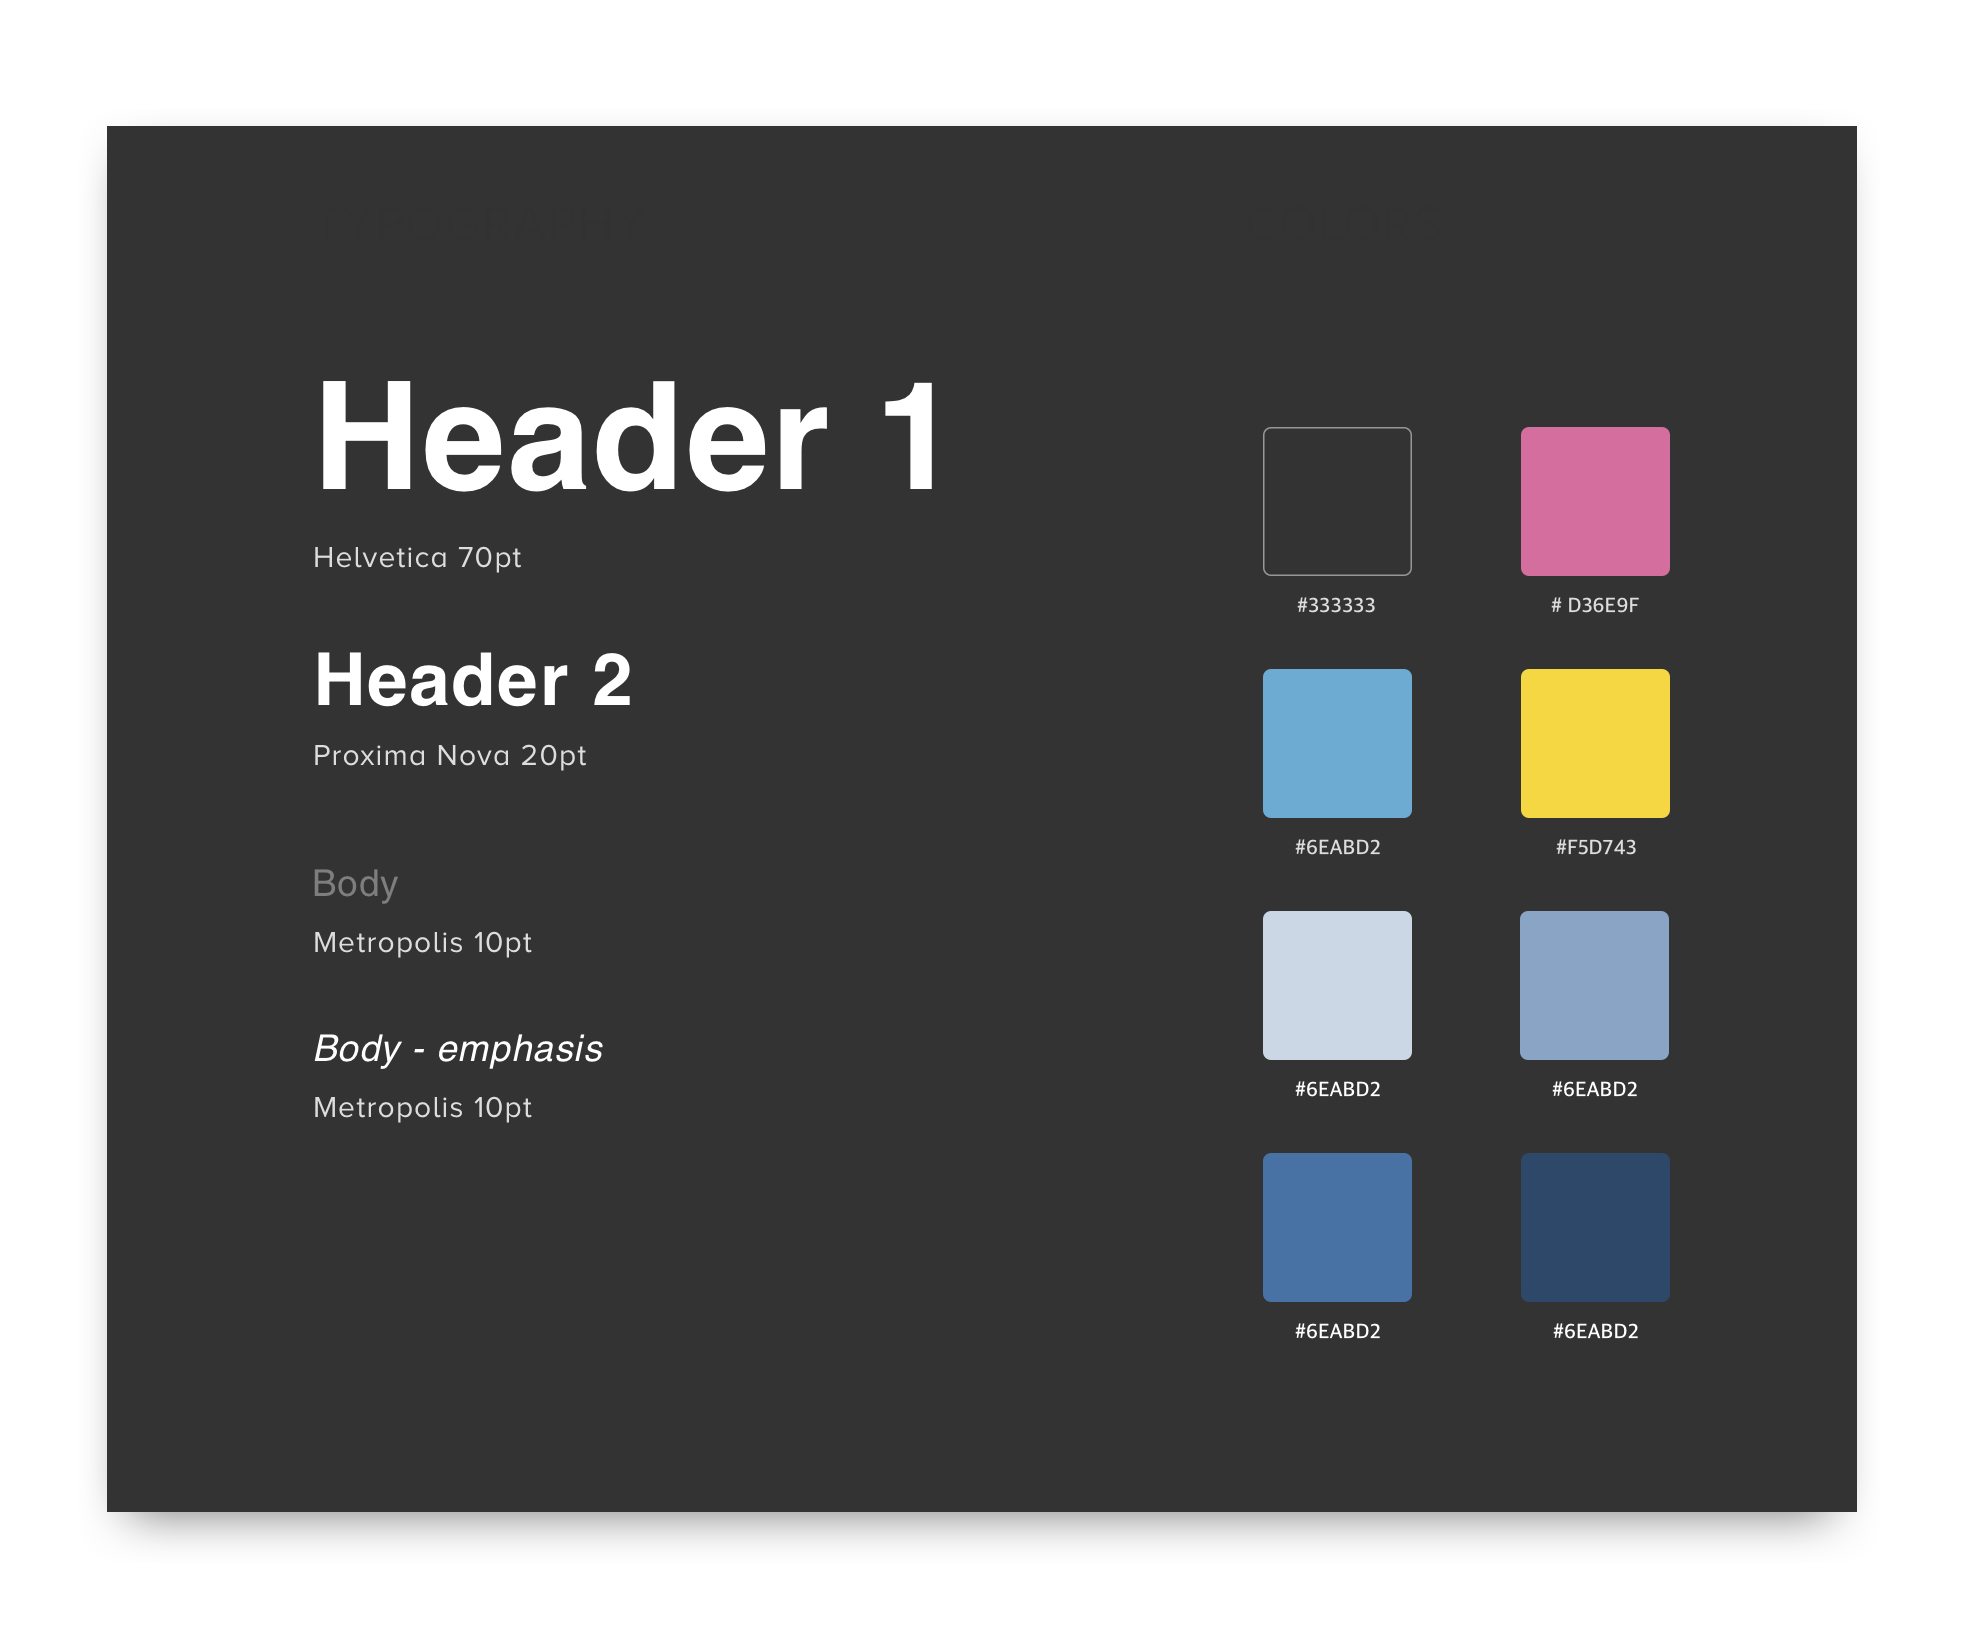 TYPOGRAPHY
COLORS
Header 1
Helvetica 70pt
Header 2
Proxima Nova 20pt
Body
Metropolis 10pt
Body - emphasis
Metropolis 10pt
#333333
# D36E9F
#6EABD2
#F5D743
#6EABD2
#6EABD2
#6EABD2
#6EABD2